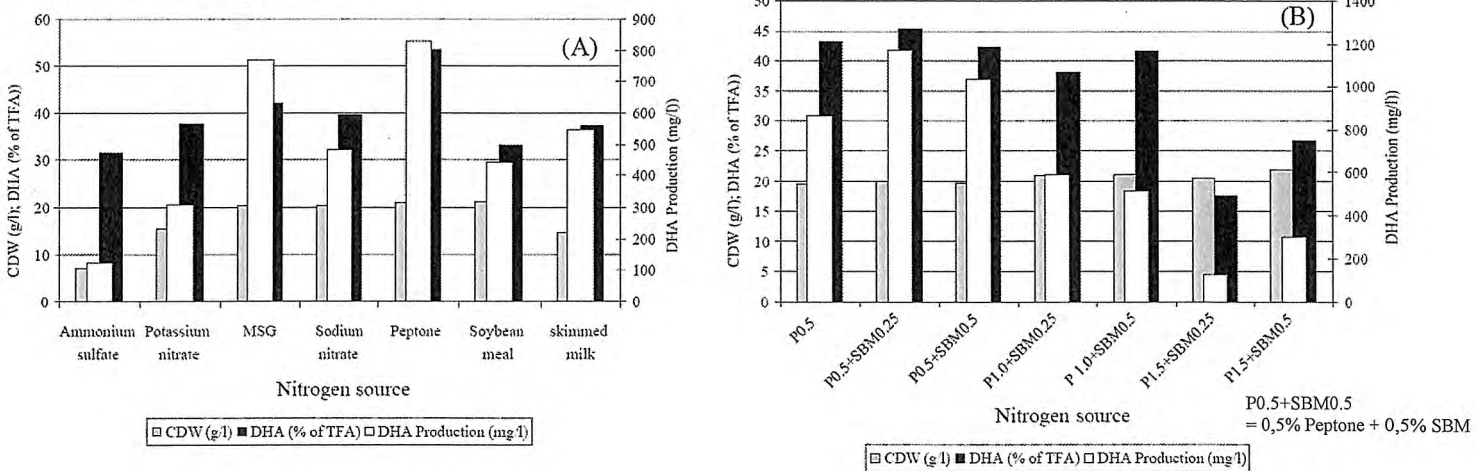 (A)
CDW (g/l); DHA (% of TFA))
60
50
40
30
20
10
0
900
800
700
600
500
400
300
200
100
0
DHA Production (mg/l))
Ammonium sulfate
Potassium nitrate
MSG
Sodium nitrate
Peptone
Soybean meal
skimmed milk
Nitrogen source
CDW (g/l) DHA (% of TFA) DHA Production (mg/l)
(B)
CDW (g/l); DHA (% of TFA))
50
45
40
35
30
25
20
15
10
5
0
1400
1200
1000
800
600
400
200
0
DHA Production (mg/l))
P0.5
P0.5+SBM0.25
P0.5+SBM0.5
P1.0+SBM0.25
P 1.0+SBM0.5
P1.5+SBM0.25
P1.5+SBM0.5
Nitrogen source
P0.5+SBM0.5
= 0,5% Peptone + 0,5% SBM
CDW (g/l) DHA (% of TFA) DHA Production (mg/l)